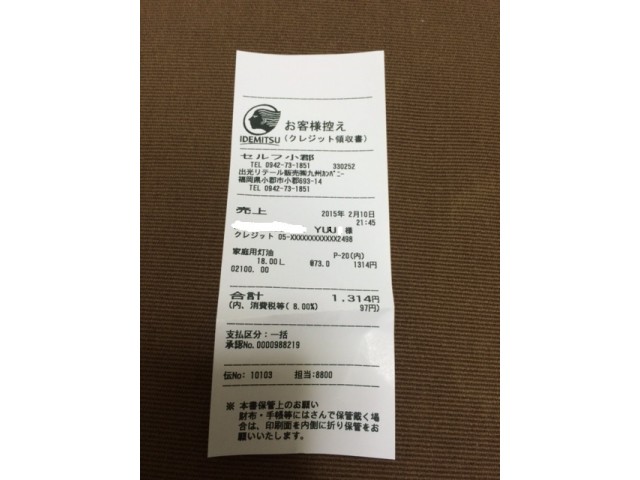 お客様控え
IDEMITSU
(クレジット領収書)
セルフ小郡
TEL 0942-73-1851 330252
出光リテール販売㈱九州ｶﾝﾊﾟﾆｰ
福岡県小郡市小郡693-14
TEL 0942-73-1851
売上 2015年 2月10日
21:45
YUU 様
クレジット 05-XXXXXXXXXXXX2498
家庭用灯油 P-20(内)
18.00L @73.0 1314円
02100. 00
合計 1,314円
(内, 消費税等( 8.00%) 97円)
支払区分:一括
承認No.0000988219
伝No: 10103 担当:8800
※ 本書保管上のお願い
財布・手帳等にはさんで保管戴く場
合は、印刷面を内側に折り保管をお
願いいたします。